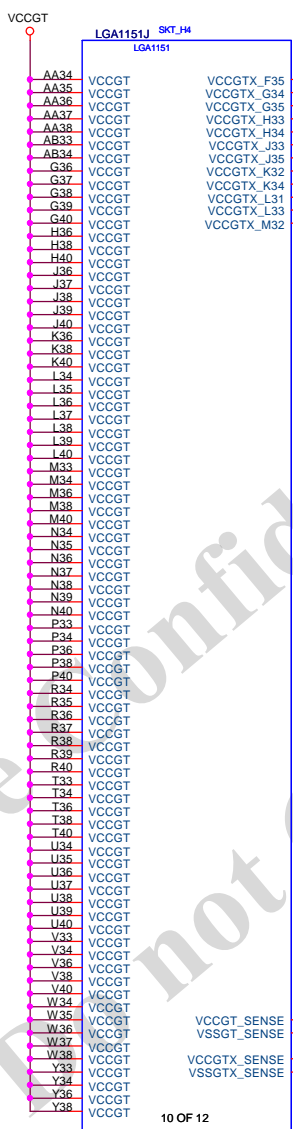 VCCGT
LGA1151J SKT_H4
LGA1151
AA34 VCCGT VCCGTX_F35
AA35 VCCGT VCCGTX_G34
AA36 VCCGT VCCGTX_G35
AA37 VCCGT VCCGTX_H33
AA38 VCCGT VCCGTX_H34
AB33 VCCGT VCCGTX_J33
AB34 VCCGT VCCGTX_J35
G36 VCCGT VCCGTX_K32
G37 VCCGT VCCGTX_K34
G38 VCCGT VCCGTX_L31
G39 VCCGT VCCGTX_L33
G40 VCCGT VCCGTX_M32
H36 VCCGT
H38 VCCGT
H40 VCCGT
J36 VCCGT
J37 VCCGT
J38 VCCGT
J39 VCCGT
J40 VCCGT
K36 VCCGT
K38 VCCGT
K40 VCCGT
L34 VCCGT
L35 VCCGT
L36 VCCGT
L37 VCCGT
L38 VCCGT
L39 VCCGT
L40 VCCGT
M33 VCCGT
M34 VCCGT
M36 VCCGT
M38 VCCGT
M40 VCCGT
N34 VCCGT
N35 VCCGT
N36 VCCGT
N37 VCCGT
N38 VCCGT
N39 VCCGT
N40 VCCGT
P33 VCCGT
P34 VCCGT
P36 VCCGT
P38 VCCGT
P40 VCCGT
R34 VCCGT
R35 VCCGT
R36 VCCGT
R37 VCCGT
R38 VCCGT
R39 VCCGT
R40 VCCGT
T33 VCCGT
T34 VCCGT
T36 VCCGT
T38 VCCGT
T40 VCCGT
U34 VCCGT
U35 VCCGT
U36 VCCGT
U37 VCCGT
U38 VCCGT
U39 VCCGT
U40 VCCGT
V33 VCCGT
V34 VCCGT
V36 VCCGT
V38 VCCGT
V40 VCCGT
W34 VCCGT
W35 VCCGT VCCGT_SENSE
W36 VCCGT VSSGT_SENSE
W37 VCCGT
W38 VCCGT VCCGTX_SENSE
Y33 VCCGT VSSGTX_SENSE
Y34 VCCGT
Y36 VCCGT
Y38 VCCGT
10 OF 12
e Confid
Do not